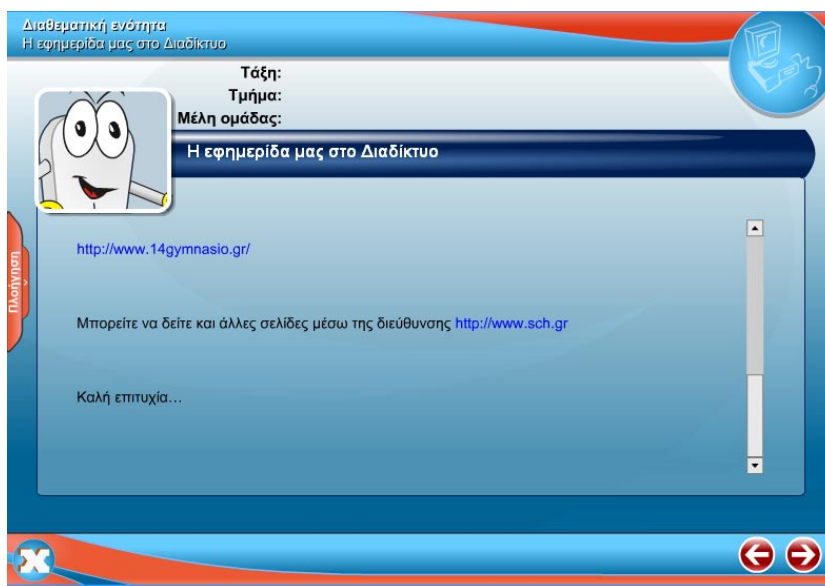 Διαθεματική ενότητα
Η εφημερίδα μας στο Διαδίκτυο
Τάξη:
Τμήμα:
Μέλη ομάδας:
Η εφημερίδα μας στο Διαδίκτυο
http://www.14gymnasio.gr/
Πλοήγηση
Μπορείτε να δείτε και άλλες σελίδες μέσω της διεύθυνσης http://www.sch.gr
Καλή επιτυχία…